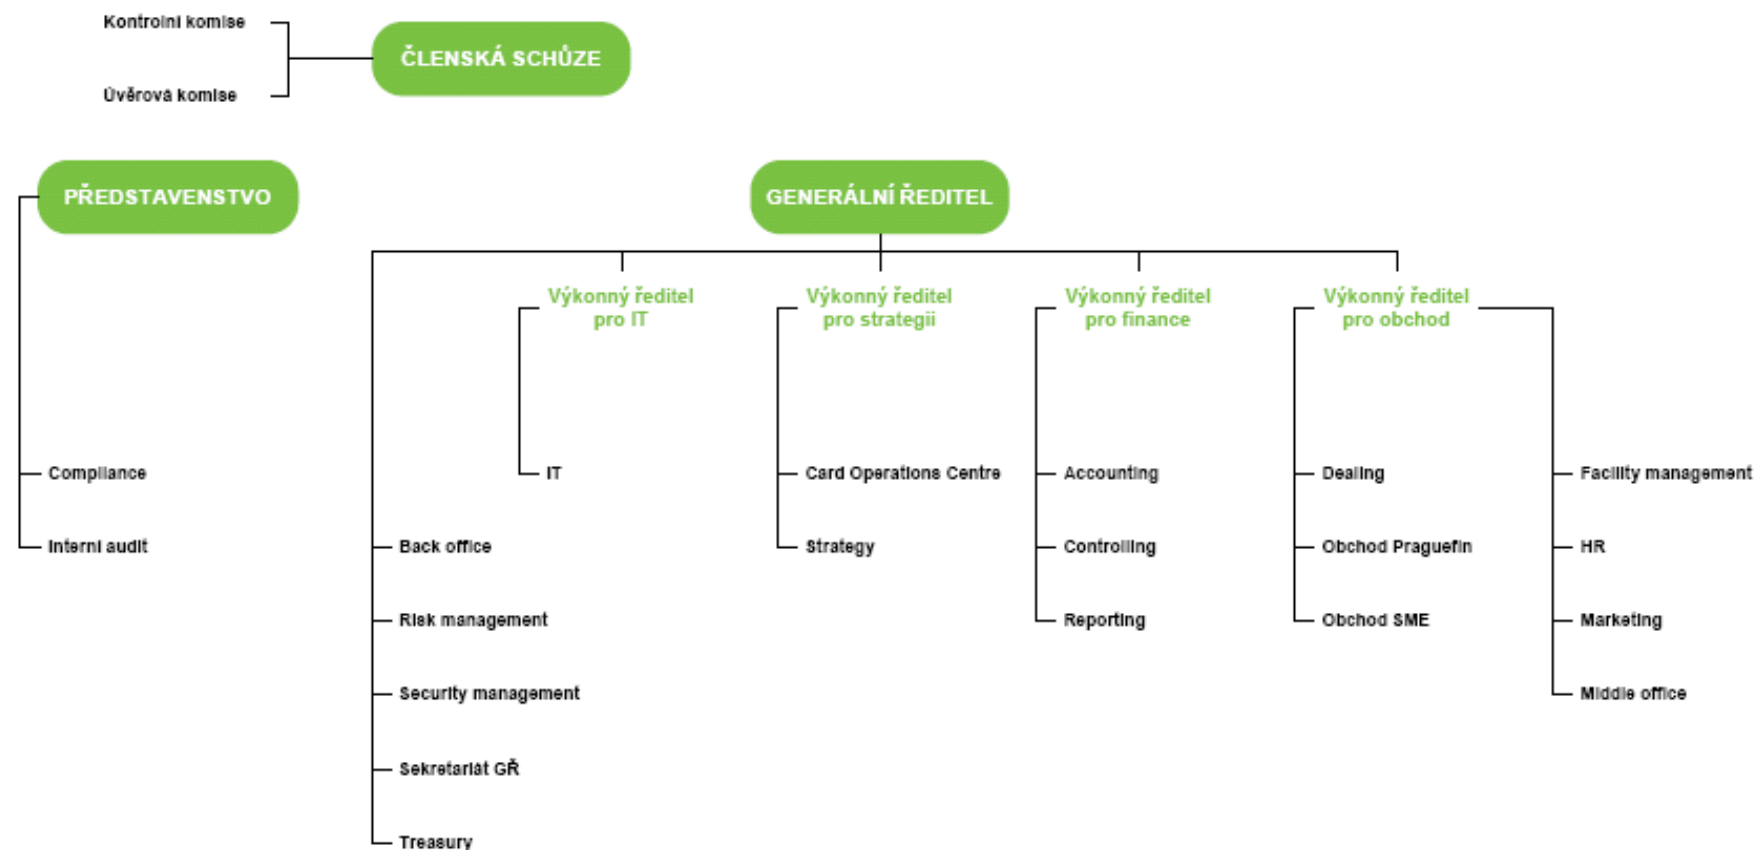 Kontrolní komise
ČLENSKÁ SCHŮZE
Úvěrová komise
PŘEDSTAVENSTVO
GENERÁLNÍ ŘEDITEL
Výkonný ředitel
pro IT
Výkonný ředitel
pro strategii
Výkonný ředitel
pro finance
Výkonný ředitel
pro obchod
Compliance
IT
Card Operations Centre
Accounting
Dealing
Facility management
Interní audit
Back office
Strategy
Controlling
Obchod Praguefin
HR
Risk management
Reporting
Obchod SME
Marketing
Security management
Middle office
Sekretariát GŘ
Treasury